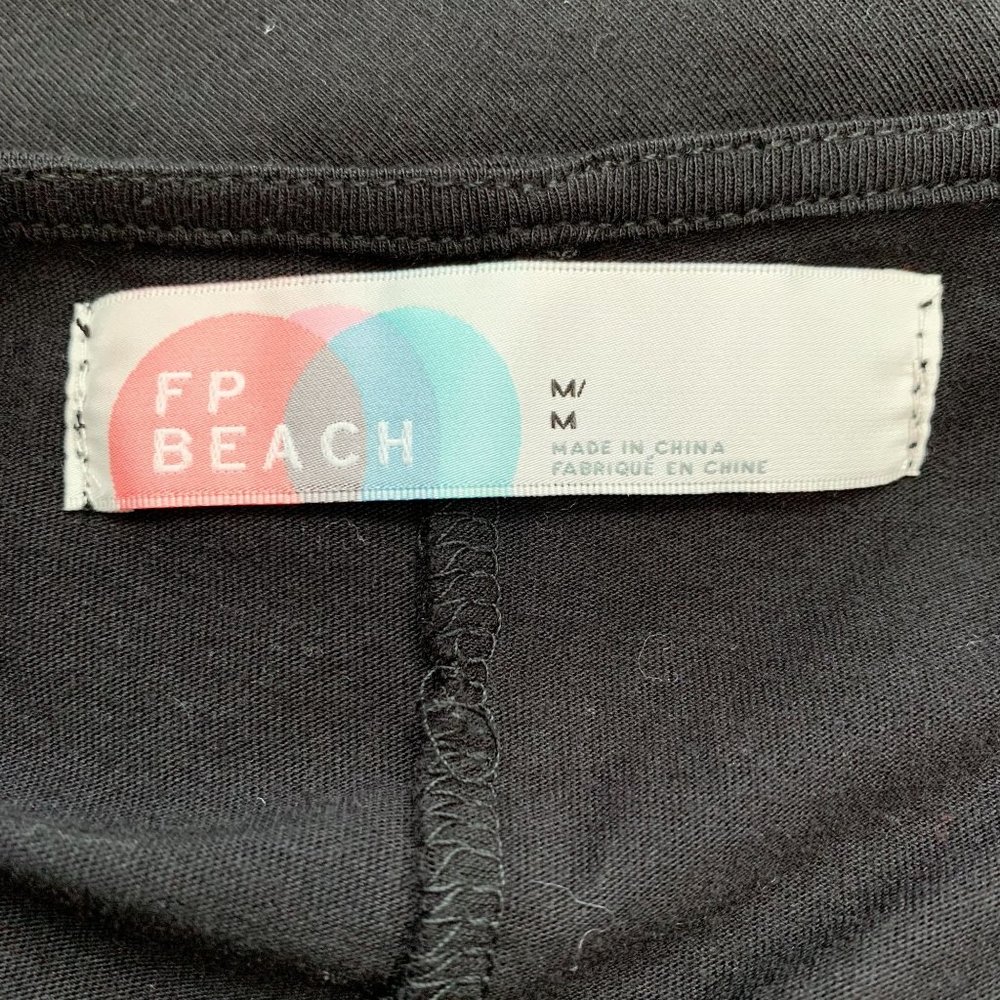 FP
BEACH
M/
M
MADE IN CHINA
FABRIQUÉ EN CHINE